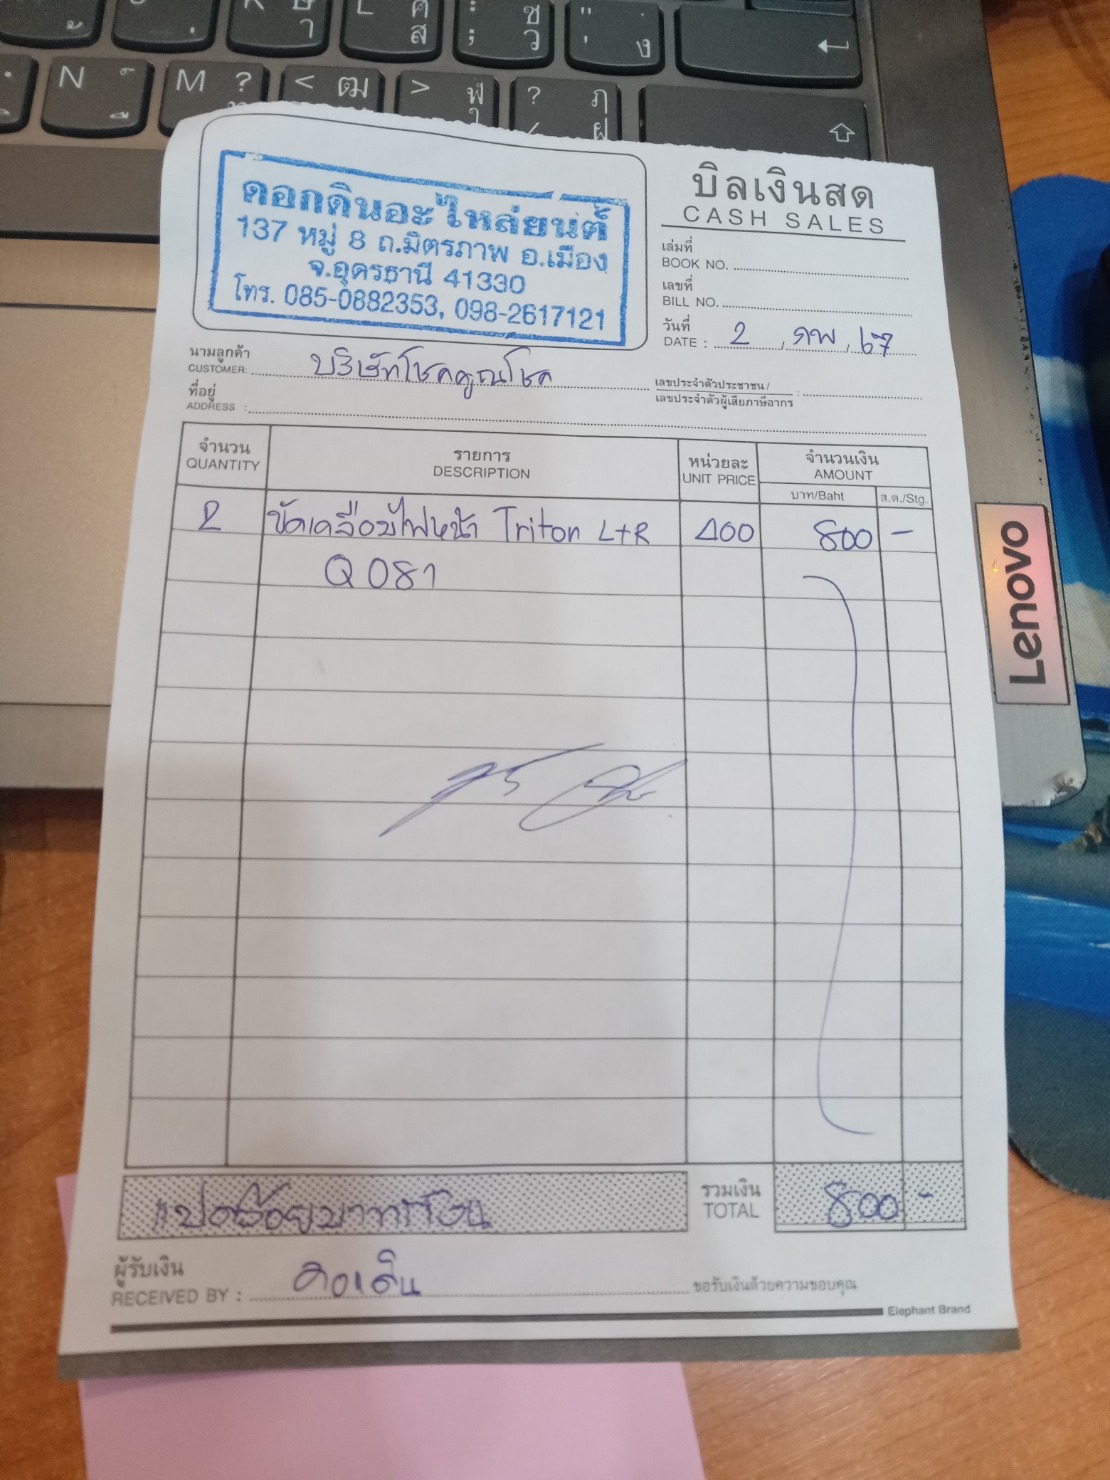 N M ? < ฒ > ฬ ? ฦ
ดอกดินอะไหล่ยนต์
137 หมู่ 8 ถ.มิตรภาพ อ.เมือง
จ.อุดรธานี 41330
โทร. 085-0882353, 098-2617121
บิลเงินสด
CASH SALES
เล่มที่
BOOK NO.
เลขที่
BILL NO.
วันที่
DATE : 2 , กพ , 67
นามลูกค้า
CUSTOMER: บริษัทโชคคูณโชค
เลขประจำตัวประชาชน /
เลขประจำตัวผู้เสียภาษีอากร :
ที่อยู่
ADDRESS :
จำนวน รายการ หน่วยละ จำนวนเงิน
QUANTITY DESCRIPTION UNIT PRICE AMOUNT
บาท/Baht ส.ต./Stg.
2 ขัดเคลือบไฟหน้า Triton L+R 400 800 -
Q 081
แปดร้อยบาทถ้วน
รวมเงิน
TOTAL 800 -
ผู้รับเงิน
RECEIVED BY : ดอกดิน
ขอรับเงินด้วยความขอบคุณ
Elephant Brand
Lenovo